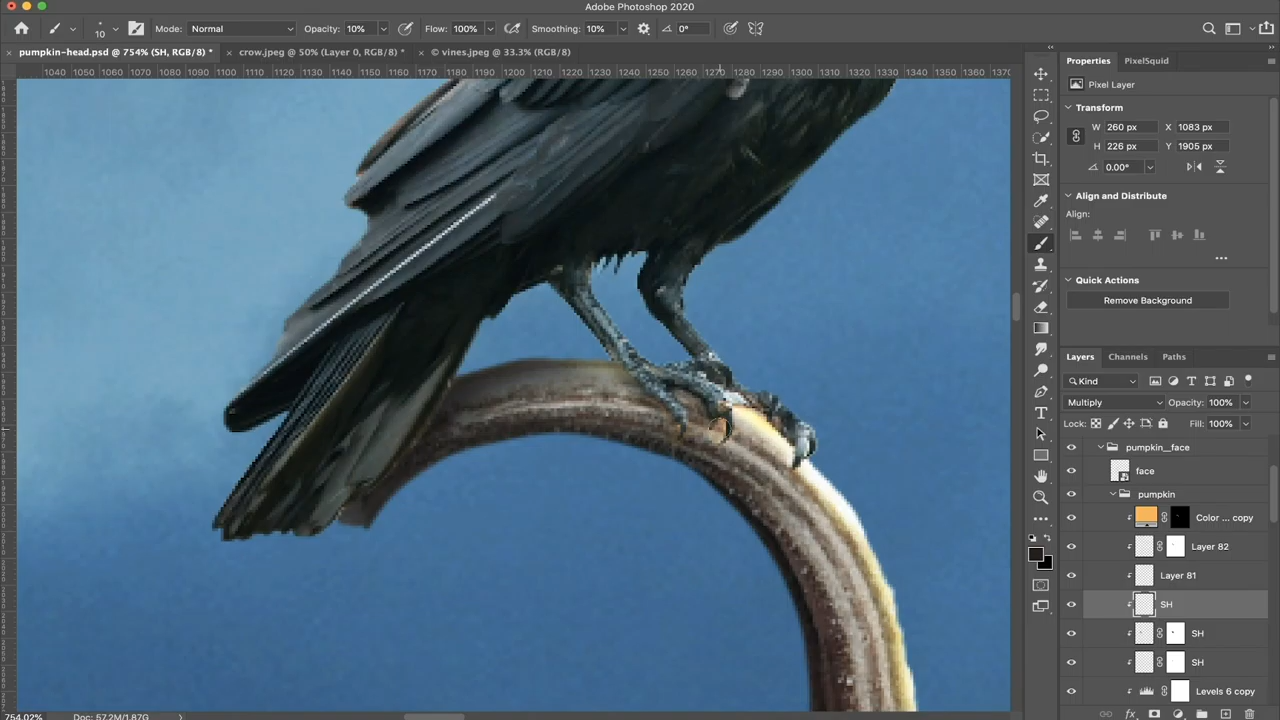 Adobe Photoshop 2020
10 Mode: Normal Opacity: 10% Flow: 100% Smoothing: 10% 0°
× pumpkin-head.psd @ 754% (SH, RGB/8) * × crow.jpeg @ 50% (Layer 0, RGB/8) * × © vines.jpeg @ 33.3% (RGB/8)
1040 1050 1060 1070 1080 1090 1100 1110 1120 1130 1140 1150 1160 1170 1180 1190 1200 1210 1220 1230 1240 1250 1260 1270 1280 1290 1300 1310 1320 1330 1340 1350 1360 1370
Properties PixelSquid
Pixel Layer
Transform
W 260 px X 1083 px
H 226 px Y 1905 px
0.00°
Align and Distribute
Align:
Quick Actions
Remove Background
Layers Channels Paths
Kind
Multiply Opacity: 100%
Lock: Fill: 100%
pumpkin__face
face
pumpkin
Color ... copy
Layer 82
Layer 81
SH
SH
SH
Levels 6 copy
754.02% Doc: 57.2M/1.87G